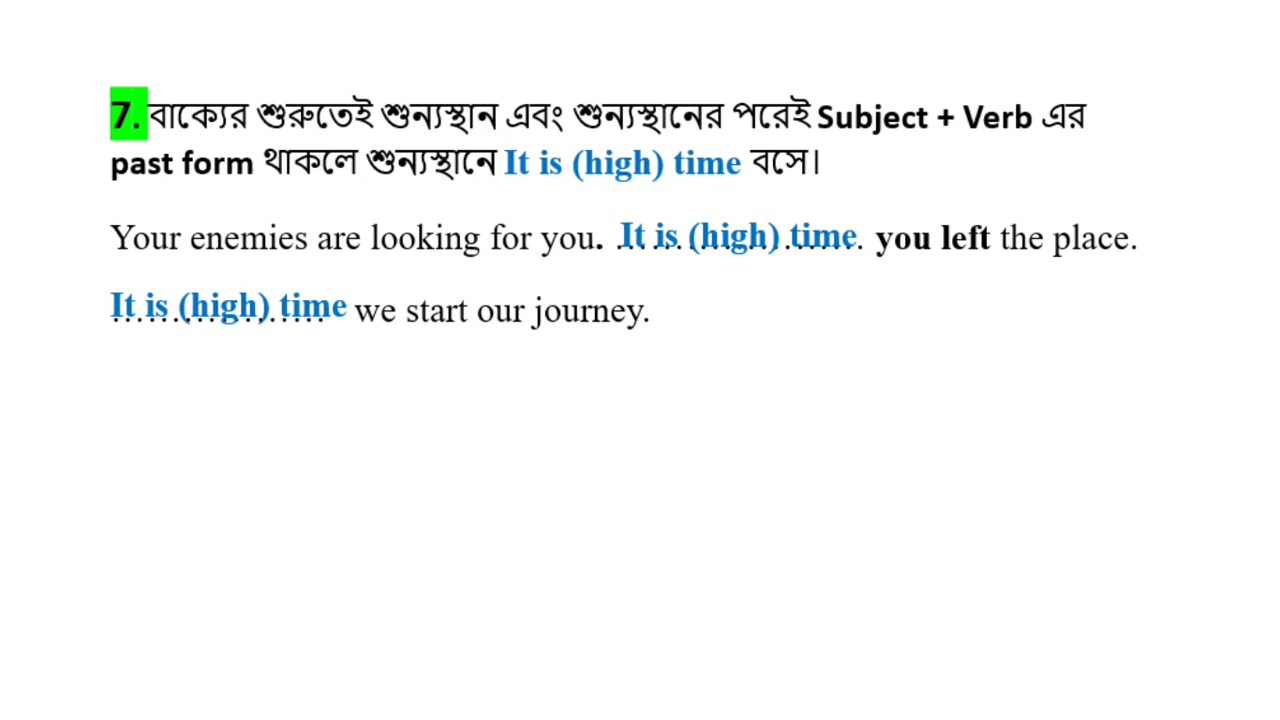 7. বাক্যের শুরুতেই শুন্যস্থান এবং শুন্যস্থানের পরেই Subject + Verb এর
past form থাকলে শুন্যস্থানে It is (high) time বসে।
Your enemies are looking for you. It is (high) time you left the place.
It is (high) time we start our journey.